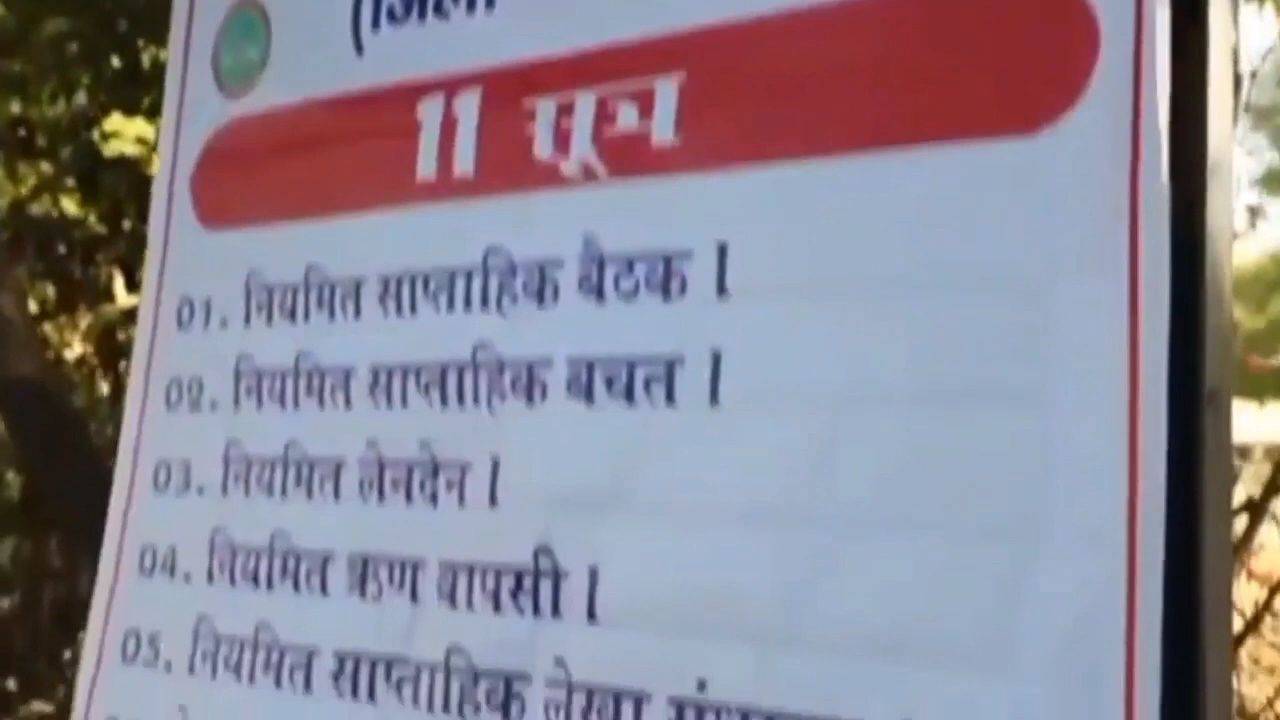 (जिला
11 सूत्र
01. नियमित साप्ताहिक बैठक ।
02. नियमित साप्ताहिक बचत ।
03. नियमित लेनदेन ।
04. नियमित ऋण वापसी ।
05. नियमित साप्ताहिक लेखा